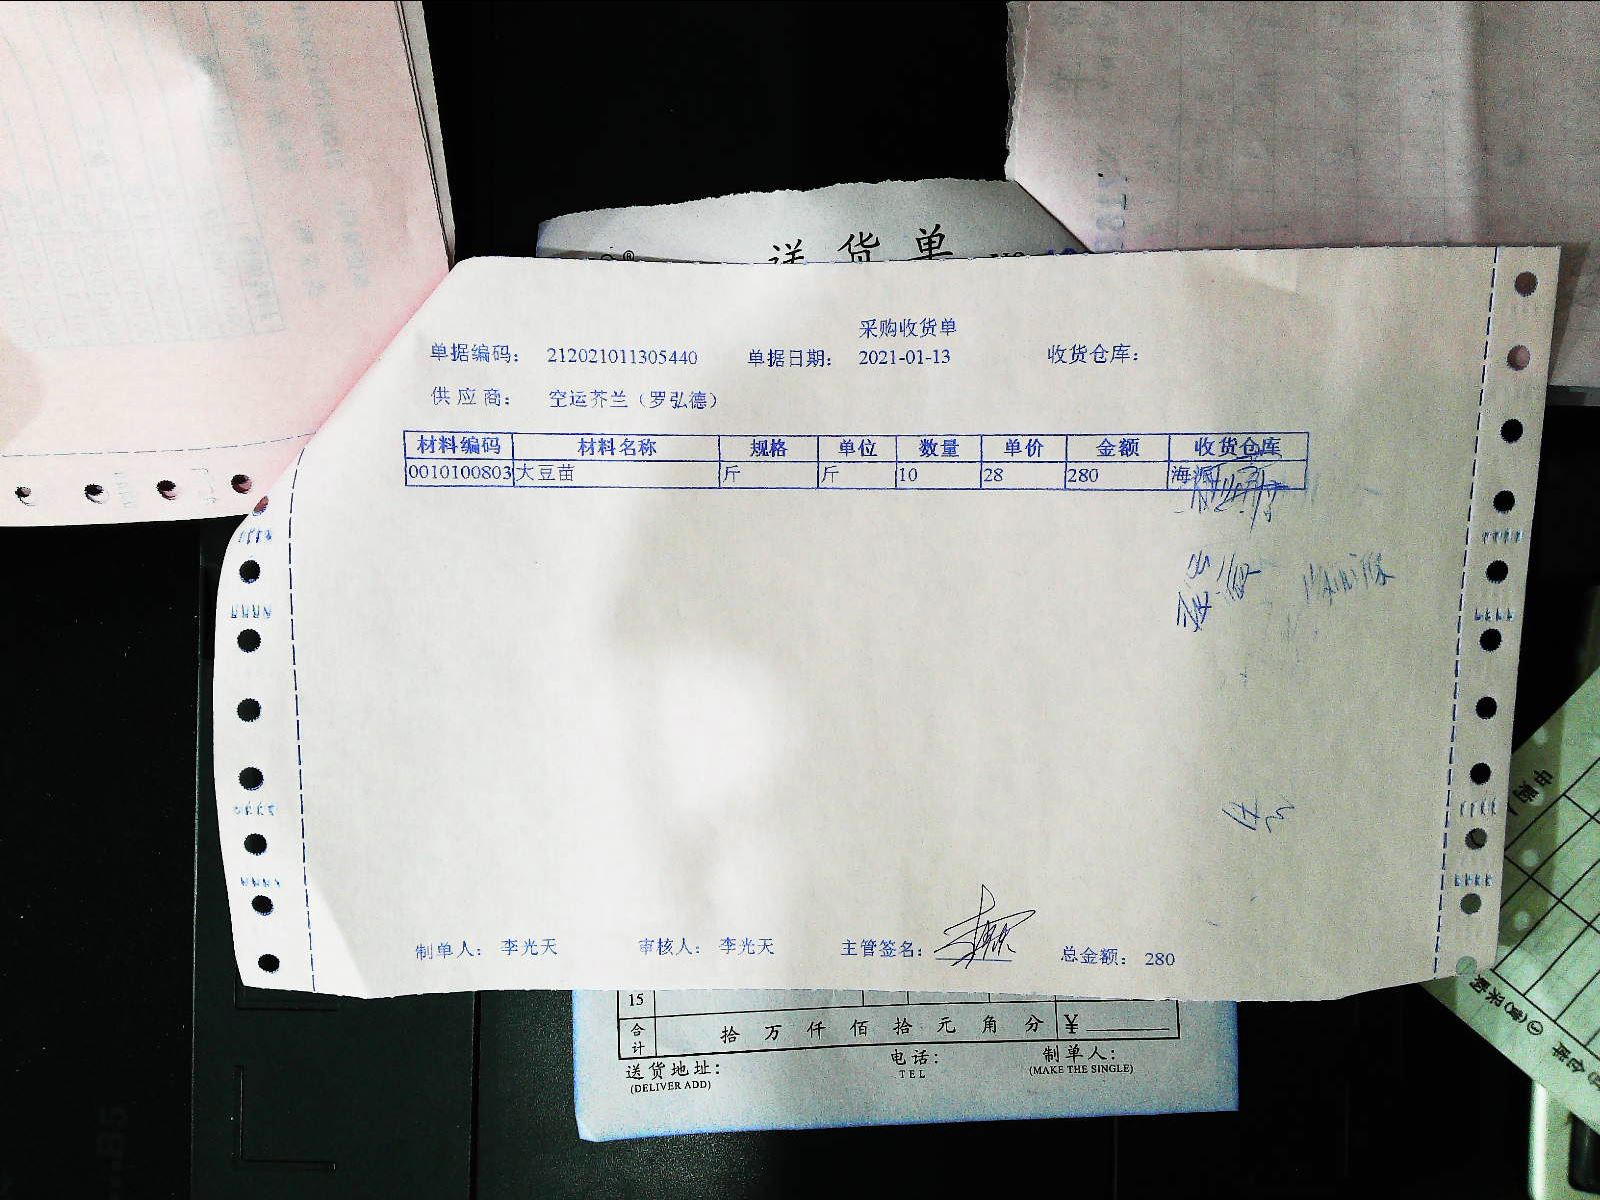 送 货 单
采购收货单
单据编码： 212021011305440 单据日期： 2021-01-13 收货仓库：
供 应 商： 空运芥兰（罗弘德）
材料编码 材料名称 规格 单位 数量 单价 金额 收货仓库
0010100803 大豆苗 斤 斤 10 28 280 海派
制单人： 李光天 审核人： 李光天 主管签名： 总金额： 280
15
合计 拾 万 仟 佰 拾 元 角 分 ¥
送货地址： 电话： 制单人：
(DELIVER ADD) TEL (MAKE THE SINGLE)